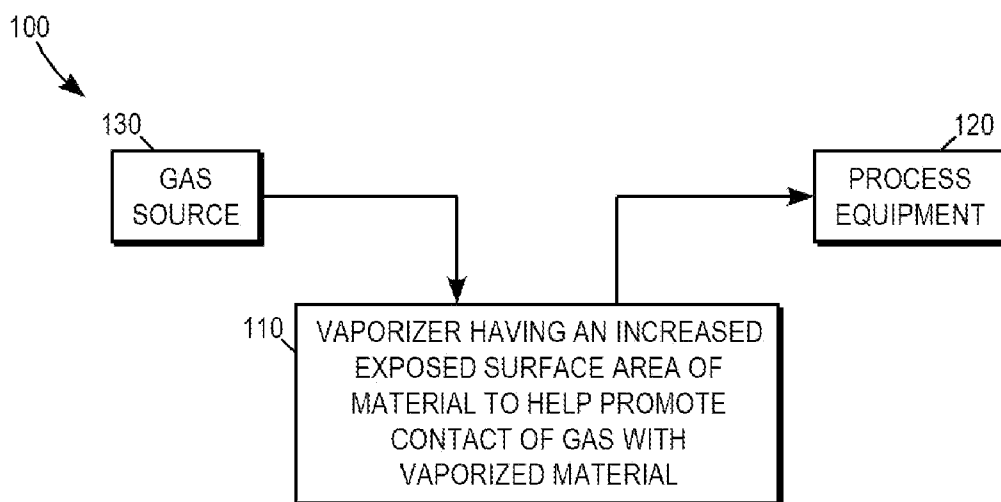 100
130
GAS
SOURCE
120
PROCESS
EQUIPMENT
110
VAPORIZER HAVING AN INCREASED
EXPOSED SURFACE AREA OF
MATERIAL TO HELP PROMOTE
CONTACT OF GAS WITH
VAPORIZED MATERIAL